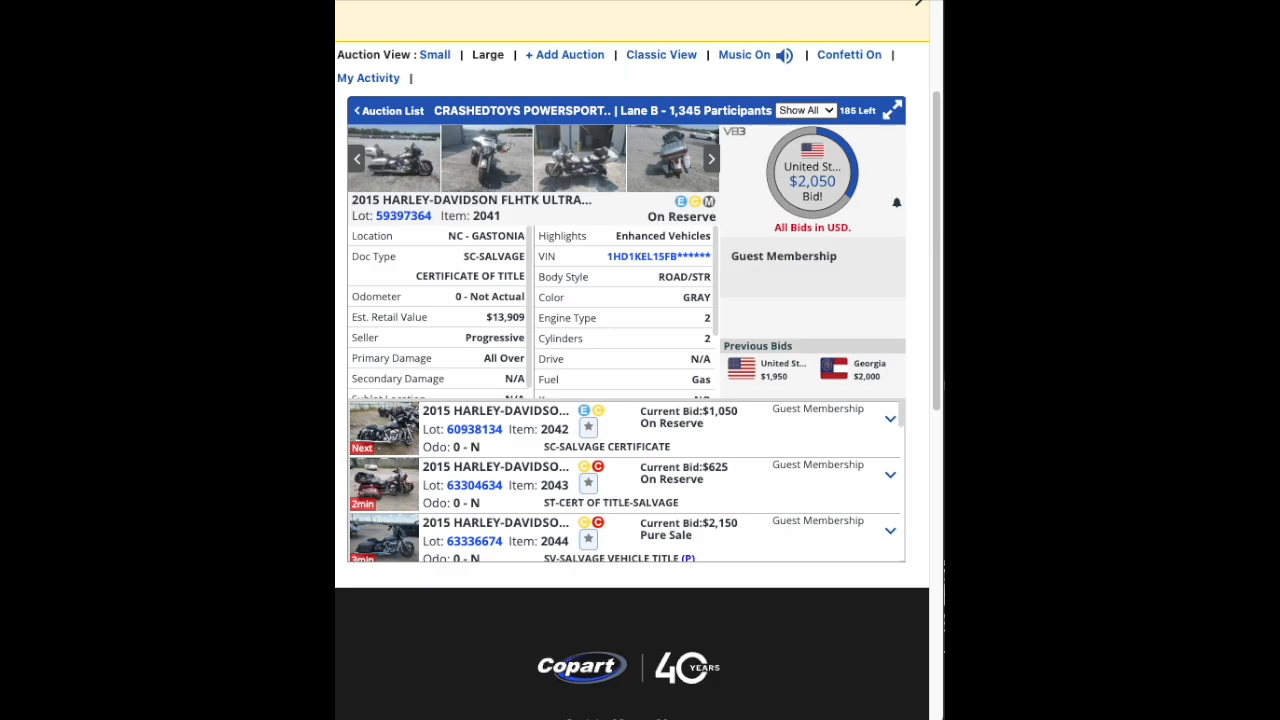 Auction View : Small | Large | + Add Auction | Classic View | Music On | Confetti On |
My Activity |
Auction List CRASHEDTOYS POWERSPORT.. | Lane B - 1,345 Participants Show All 185 Left
VB3
United St...
$2,050
Bid!
All Bids in USD.
2015 HARLEY-DAVIDSON FLHTK ULTRA... E C M
Lot: 59397364 Item: 2041 On Reserve
Location NC - GASTONIA
Doc Type SC-SALVAGE
CERTIFICATE OF TITLE
Odometer 0 - Not Actual
Est. Retail Value $13,909
Seller Progressive
Primary Damage All Over
Secondary Damage N/A
Highlights Enhanced Vehicles
VIN 1HD1KEL15FB******
Body Style ROAD/STR
Color GRAY
Engine Type 2
Cylinders 2
Drive N/A
Fuel Gas
Guest Membership
Previous Bids
United St... Georgia
$1,950 $2,000
2015 HARLEY-DAVIDSO... E C Current Bid:$1,050 Guest Membership
Lot: 60938134 Item: 2042 On Reserve
Next Odo: 0 - N SC-SALVAGE CERTIFICATE
2015 HARLEY-DAVIDSO... C C Current Bid:$625 Guest Membership
Lot: 63304634 Item: 2043 On Reserve
2min Odo: 0 - N ST-CERT OF TITLE-SALVAGE
2015 HARLEY-DAVIDSO... C C Current Bid:$2,150 Guest Membership
Lot: 63336674 Item: 2044 Pure Sale
3min Odo: 0 - N SV-SALVAGE VEHICLE TITLE (P)
Copart | 40 YEARS